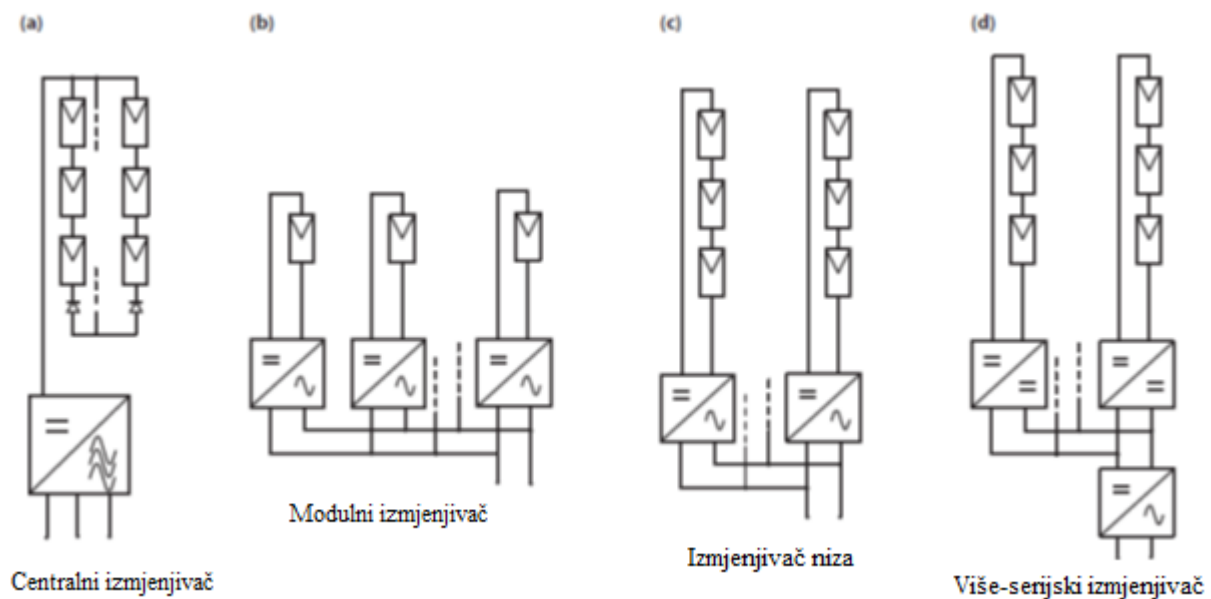 (a)
(b)
(c)
(d)
Centralni izmjenjivač
Modulni izmjenjivač
Izmjenjivač niza
Više-serijski izmjenjivač